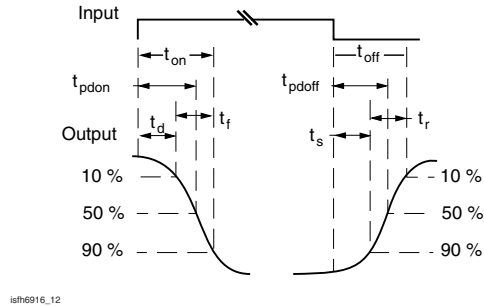 Input
ton
toff
tpdon
tpdoff
td
tf
ts
tr
Output
10 %
10 %
50 %
50 %
90 %
90 %
isfh6916_12